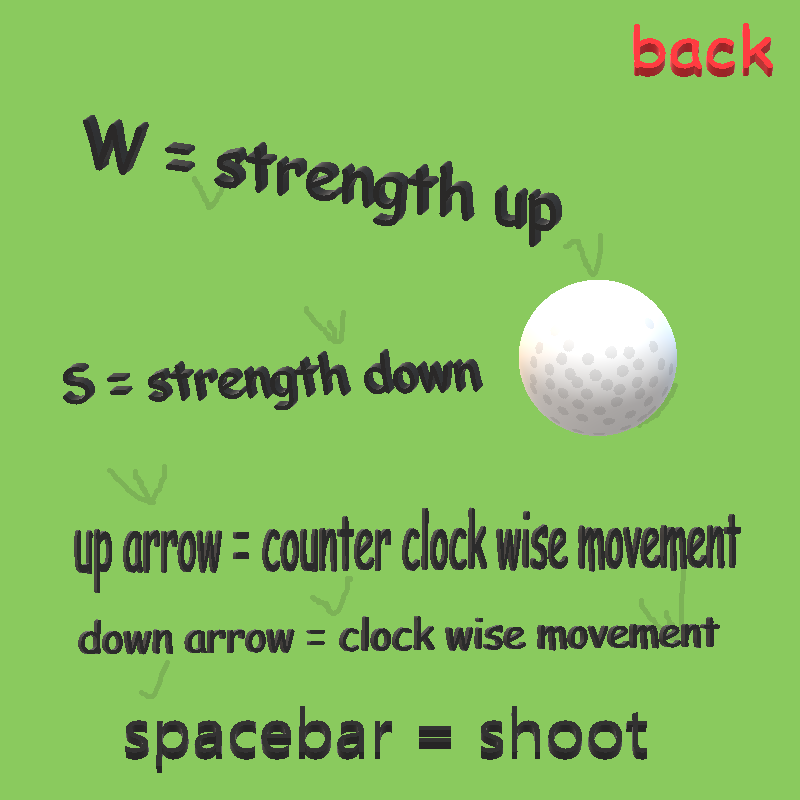 back
W = strength up
S = strength down
up arrow = counter clock wise movement
down arrow = clock wise movement
spacebar = shoot